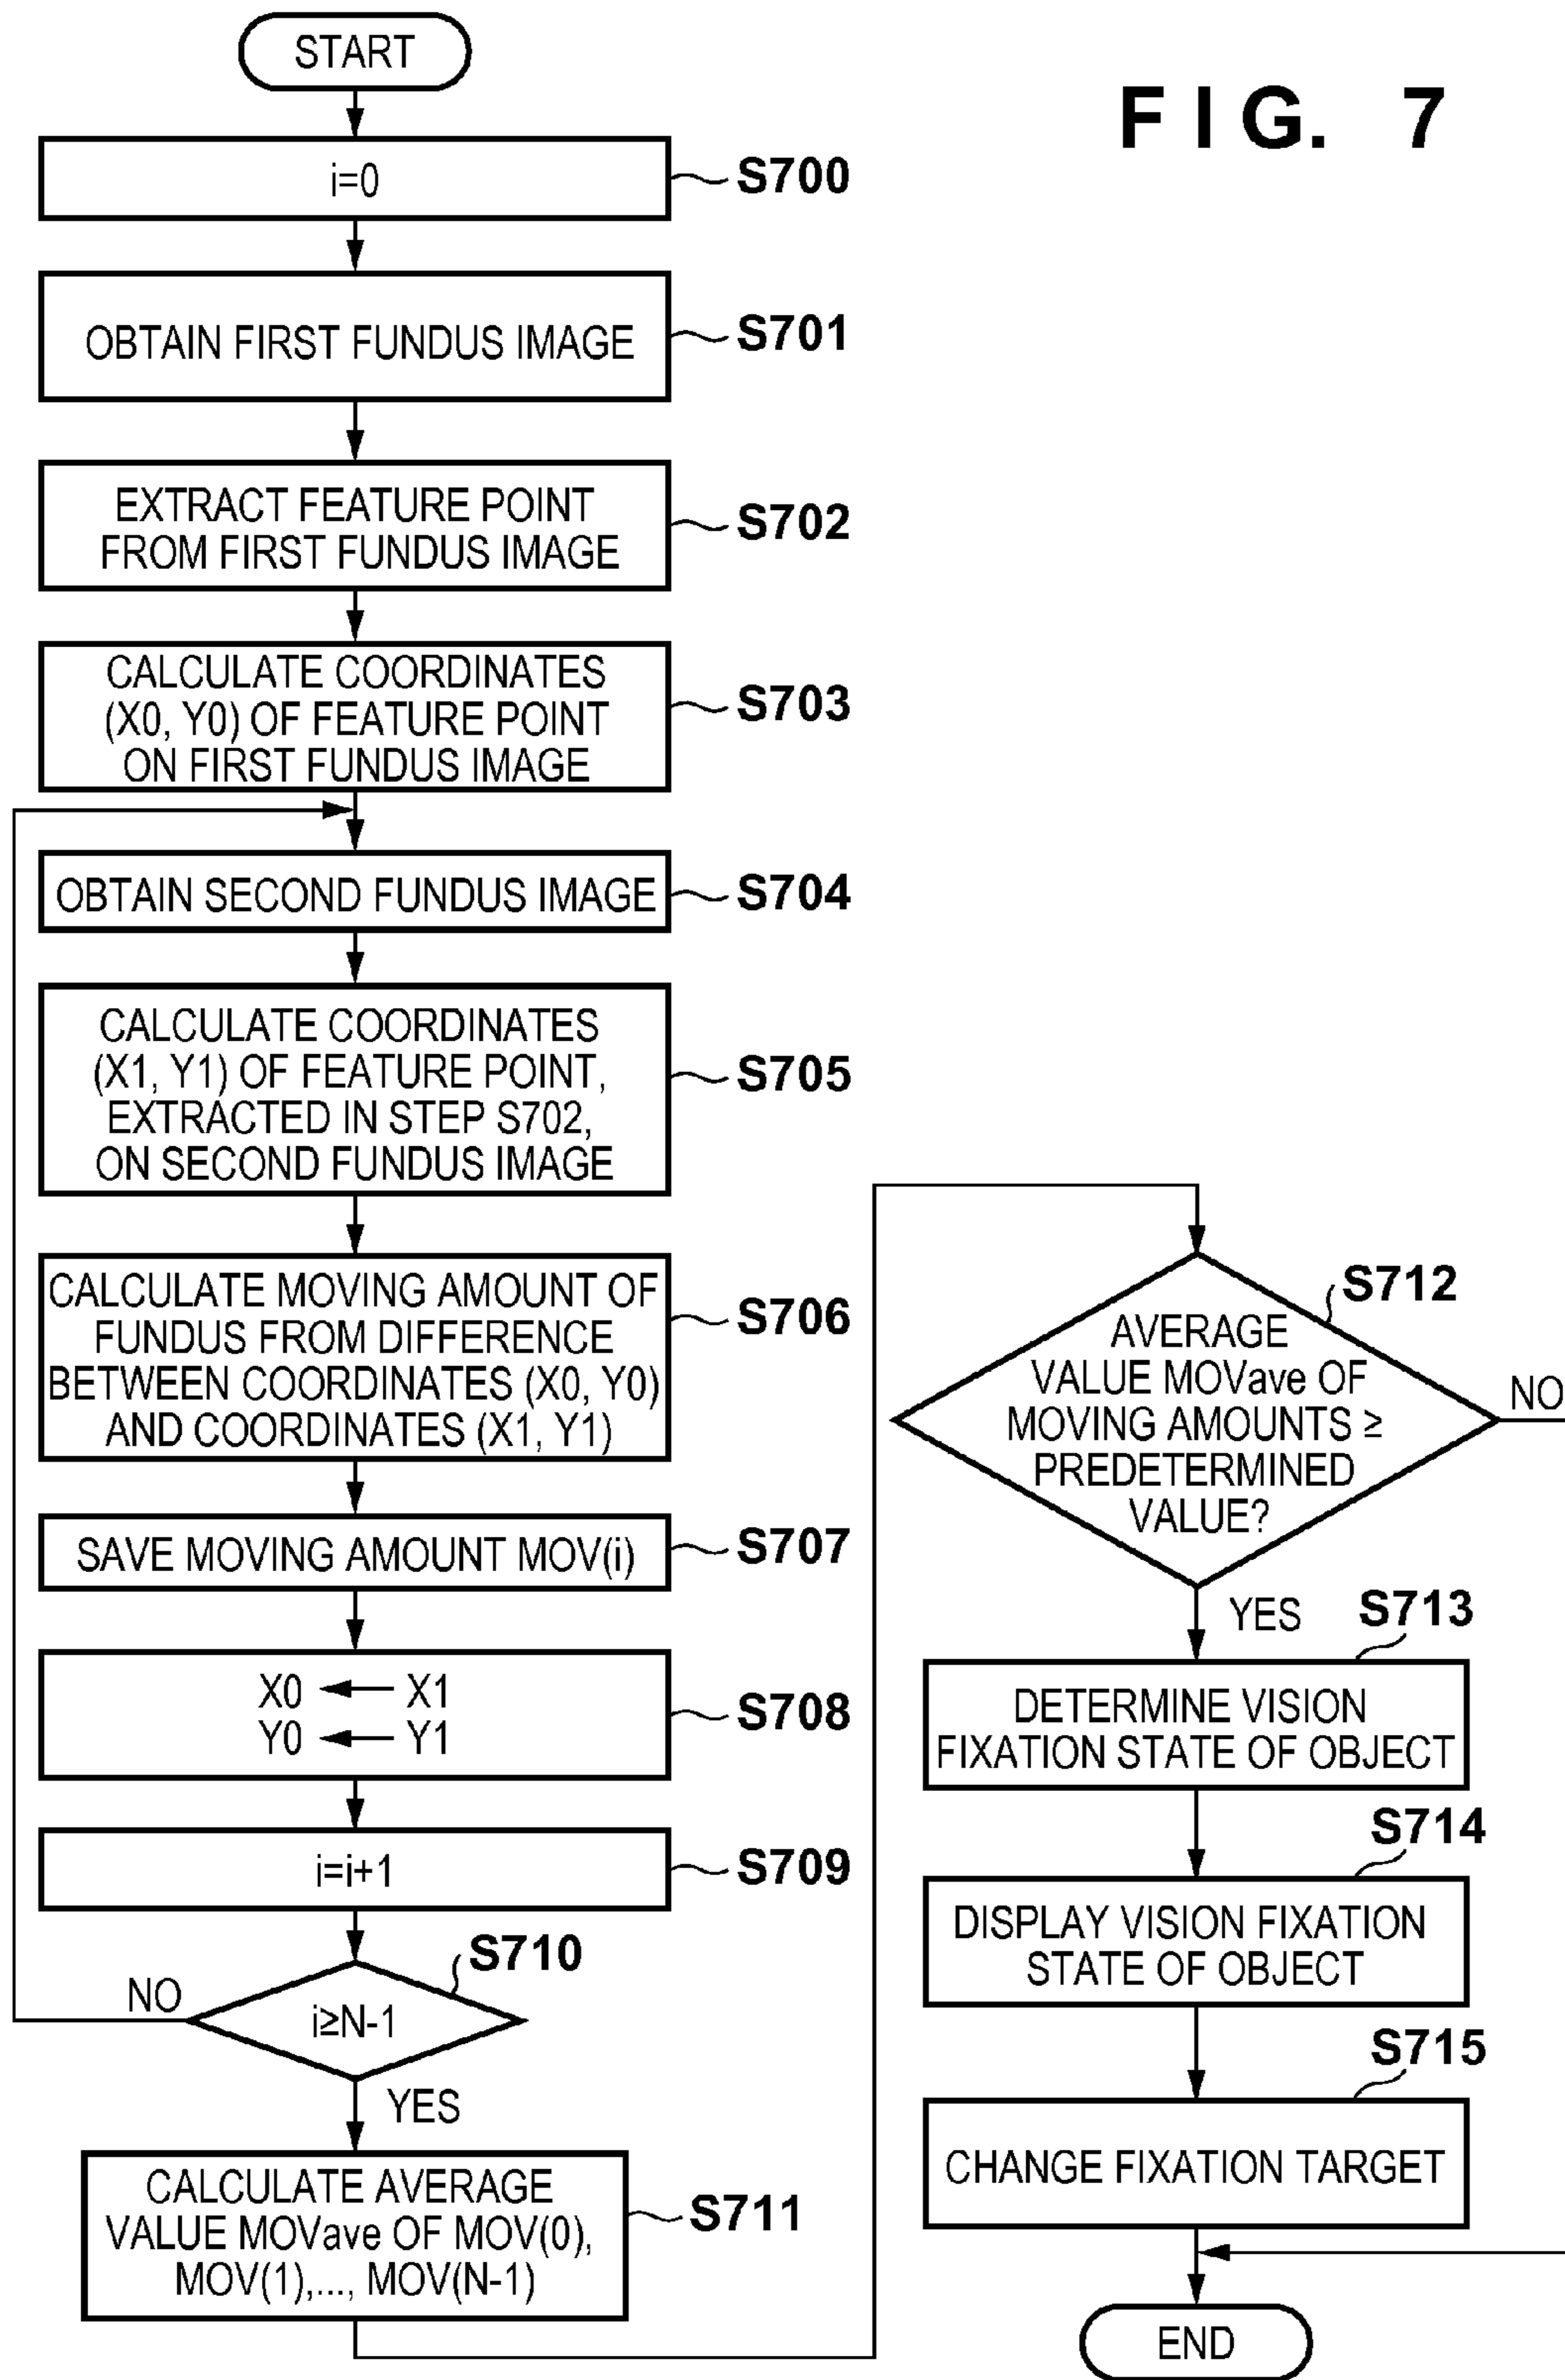 FIG. 7
START
i=0
S700
OBTAIN FIRST FUNDUS IMAGE
S701
EXTRACT FEATURE POINT
FROM FIRST FUNDUS IMAGE
S702
CALCULATE COORDINATES
(X0, Y0) OF FEATURE POINT
ON FIRST FUNDUS IMAGE
S703
OBTAIN SECOND FUNDUS IMAGE
S704
CALCULATE COORDINATES
(X1, Y1) OF FEATURE POINT,
EXTRACTED IN STEP S702,
ON SECOND FUNDUS IMAGE
S705
CALCULATE MOVING AMOUNT OF
FUNDUS FROM DIFFERENCE
BETWEEN COORDINATES (X0, Y0)
AND COORDINATES (X1, Y1)
S706
SAVE MOVING AMOUNT MOV(i)
S707
X0 ← X1
Y0 ← Y1
S708
i=i+1
S709
S710
NO
i≥N-1
YES
CALCULATE AVERAGE
VALUE MOVave OF MOV(0),
MOV(1),..., MOV(N-1)
S711
S712
AVERAGE
VALUE MOVave OF
MOVING AMOUNTS ≥
PREDETERMINED
VALUE?
NO
YES
S713
DETERMINE VISION
FIXATION STATE OF OBJECT
S714
DISPLAY VISION FIXATION
STATE OF OBJECT
S715
CHANGE FIXATION TARGET
END